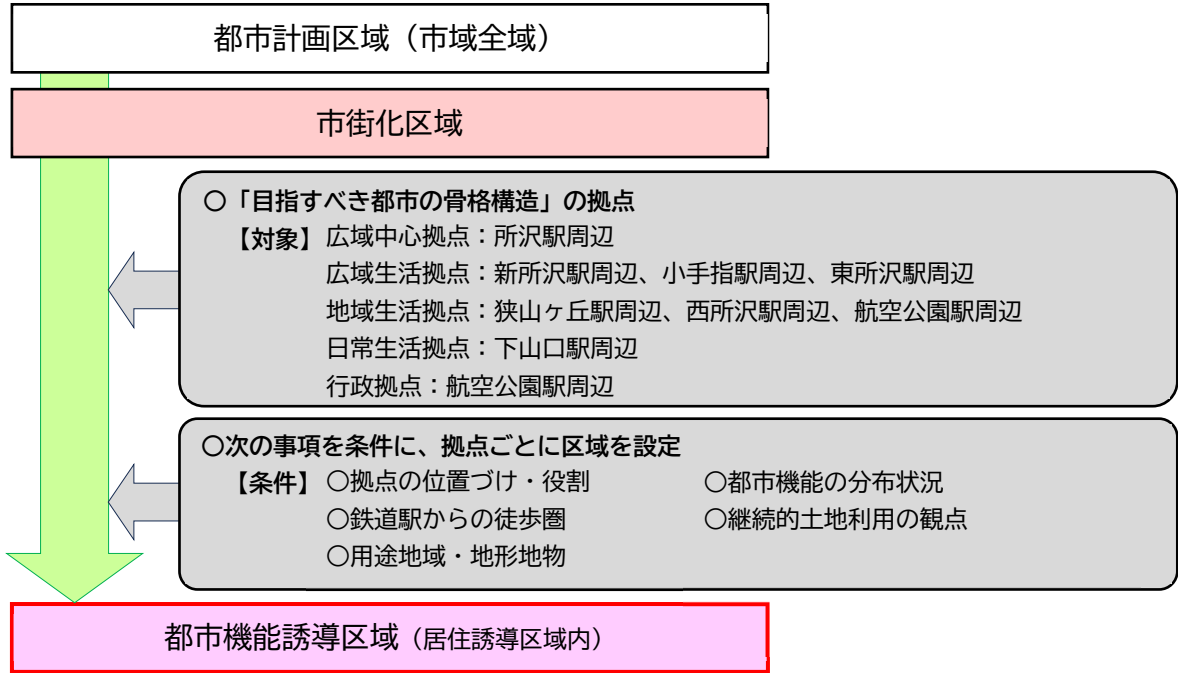 都市計画区域（市域全域）
市街化区域
○「目指すべき都市の骨格構造」の拠点
【対象】広域中心拠点：所沢駅周辺
広域生活拠点：新所沢駅周辺、小手指駅周辺、東所沢駅周辺
地域生活拠点：狭山ヶ丘駅周辺、西所沢駅周辺、航空公園駅周辺
日常生活拠点：下山口駅周辺
行政拠点：航空公園駅周辺
○次の事項を条件に、拠点ごとに区域を設定
【条件】○拠点の位置づけ・役割 ○都市機能の分布状況
○鉄道駅からの徒歩圏 ○継続的土地利用の観点
○用途地域・地形地物
都市機能誘導区域（居住誘導区域内）